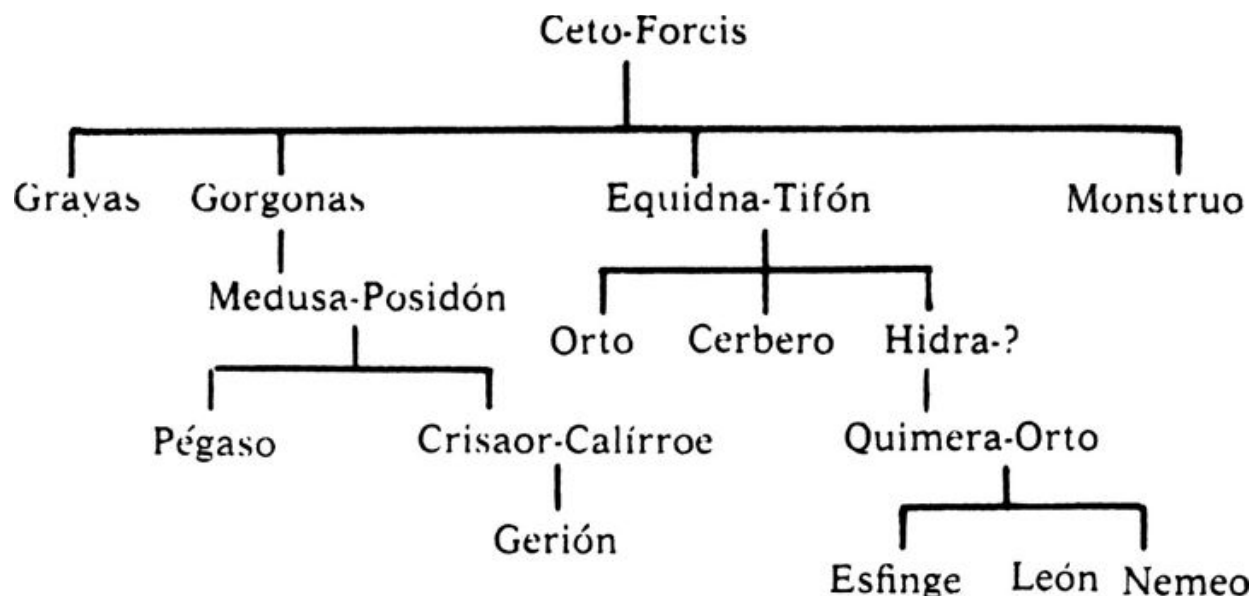 Ceto-Forcis
Grayas Gorgonas Equidna-Tifón Monstruo
Medusa-Posidón
Orto Cerbero Hidra-?
Pégaso Crisaor-Calírroe Quimera-Orto
Gerión
Esfinge León Nemeo